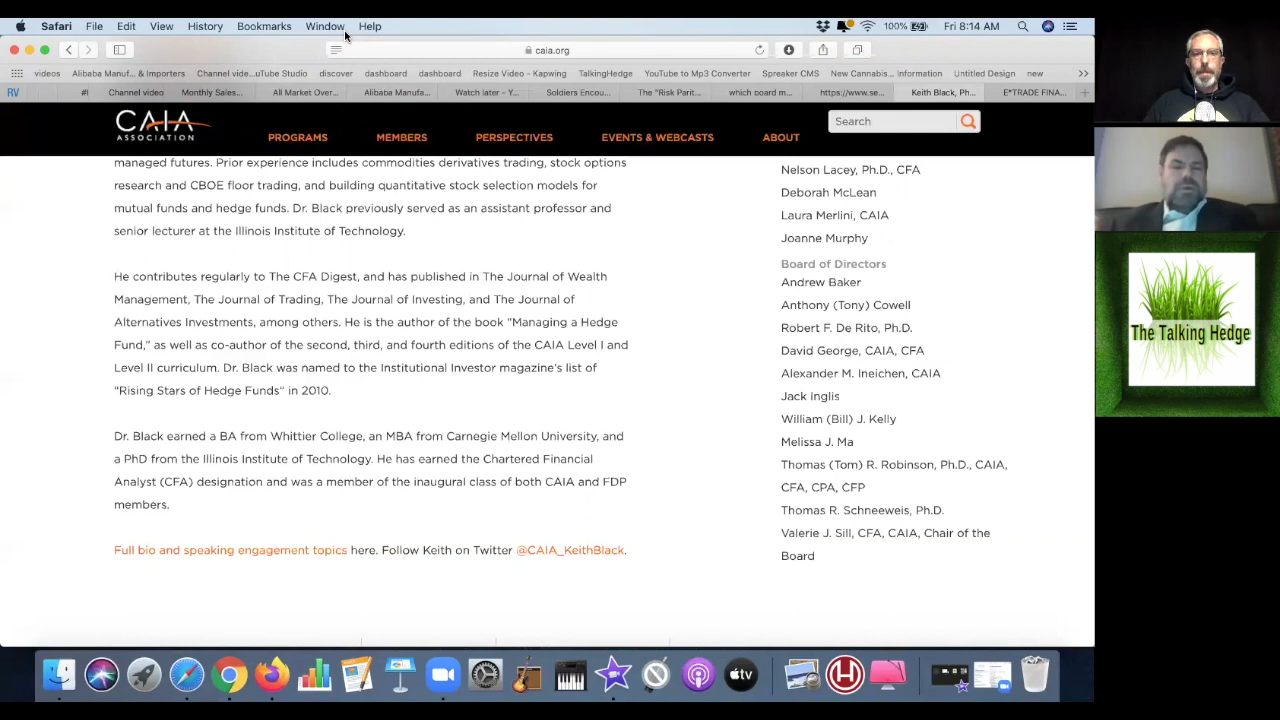 Safari File Edit View History Bookmarks Window Help 100% Fri 8:14 AM
caia.org
videos Alibaba Manuf... & Importers Channel vide...uTube Studio discover dashboard dashboard Resize Video - Kapwing TalkingHedge YouTube to Mp3 Converter Spreaker CMS New Cannabis... Information Untitled Design new
RV #l Channel video Monthly Sales... All Market Over... Alibaba Manufa... Watch later - Y... Soldiers Encou... The "Risk Parit... which board m... https://www.se... Keith Black, Ph... E*TRADE FINA...
CAIA
ASSOCIATION
PROGRAMS MEMBERS PERSPECTIVES EVENTS & WEBCASTS ABOUT
Search
managed futures. Prior experience includes commodities derivatives trading, stock options
research and CBOE floor trading, and building quantitative stock selection models for
mutual funds and hedge funds. Dr. Black previously served as an assistant professor and
senior lecturer at the Illinois Institute of Technology.
He contributes regularly to The CFA Digest, and has published in The Journal of Wealth
Management, The Journal of Trading, The Journal of Investing, and The Journal of
Alternatives Investments, among others. He is the author of the book “Managing a Hedge
Fund,” as well as co-author of the second, third, and fourth editions of the CAIA Level I and
Level II curriculum. Dr. Black was named to the Institutional Investor magazine’s list of
“Rising Stars of Hedge Funds” in 2010.
Dr. Black earned a BA from Whittier College, an MBA from Carnegie Mellon University, and
a PhD from the Illinois Institute of Technology. He has earned the Chartered Financial
Analyst (CFA) designation and was a member of the inaugural class of both CAIA and FDP
members.
Full bio and speaking engagement topics here. Follow Keith on Twitter @CAIA_KeithBlack.
Nelson Lacey, Ph.D., CFA
Deborah McLean
Laura Merlini, CAIA
Joanne Murphy
Board of Directors
Andrew Baker
Anthony (Tony) Cowell
Robert F. De Rito, Ph.D.
David George, CAIA, CFA
Alexander M. Ineichen, CAIA
Jack inglis
William (Bill) J. Kelly
Melissa J. Ma
Thomas (Tom) R. Robinson, Ph.D., CAIA,
CFA, CPA, CFP
Thomas R. Schneeweis, Ph.D.
Valerie J. Sill, CFA, CAIA, Chair of the
Board
The Talking Hedge
tv